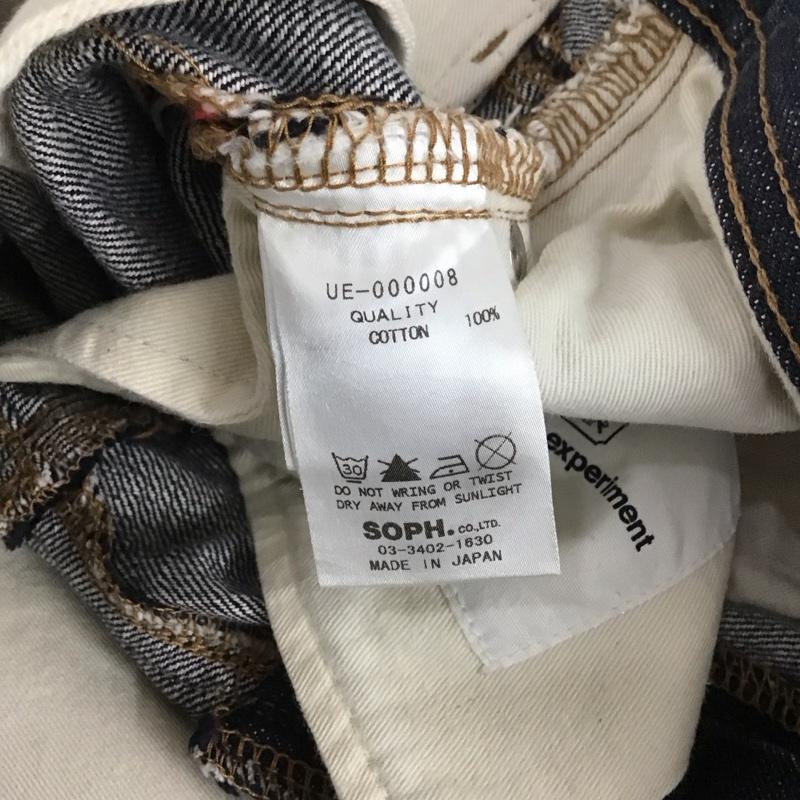 UE-000008
QUALITY
COTTON 100%
30
DO NOT WRING OR TWIST
DRY AWAY FROM SUNLIGHT
SOPH. CO.,LTD.
03-3402-1630
MADE IN JAPAN
experiment